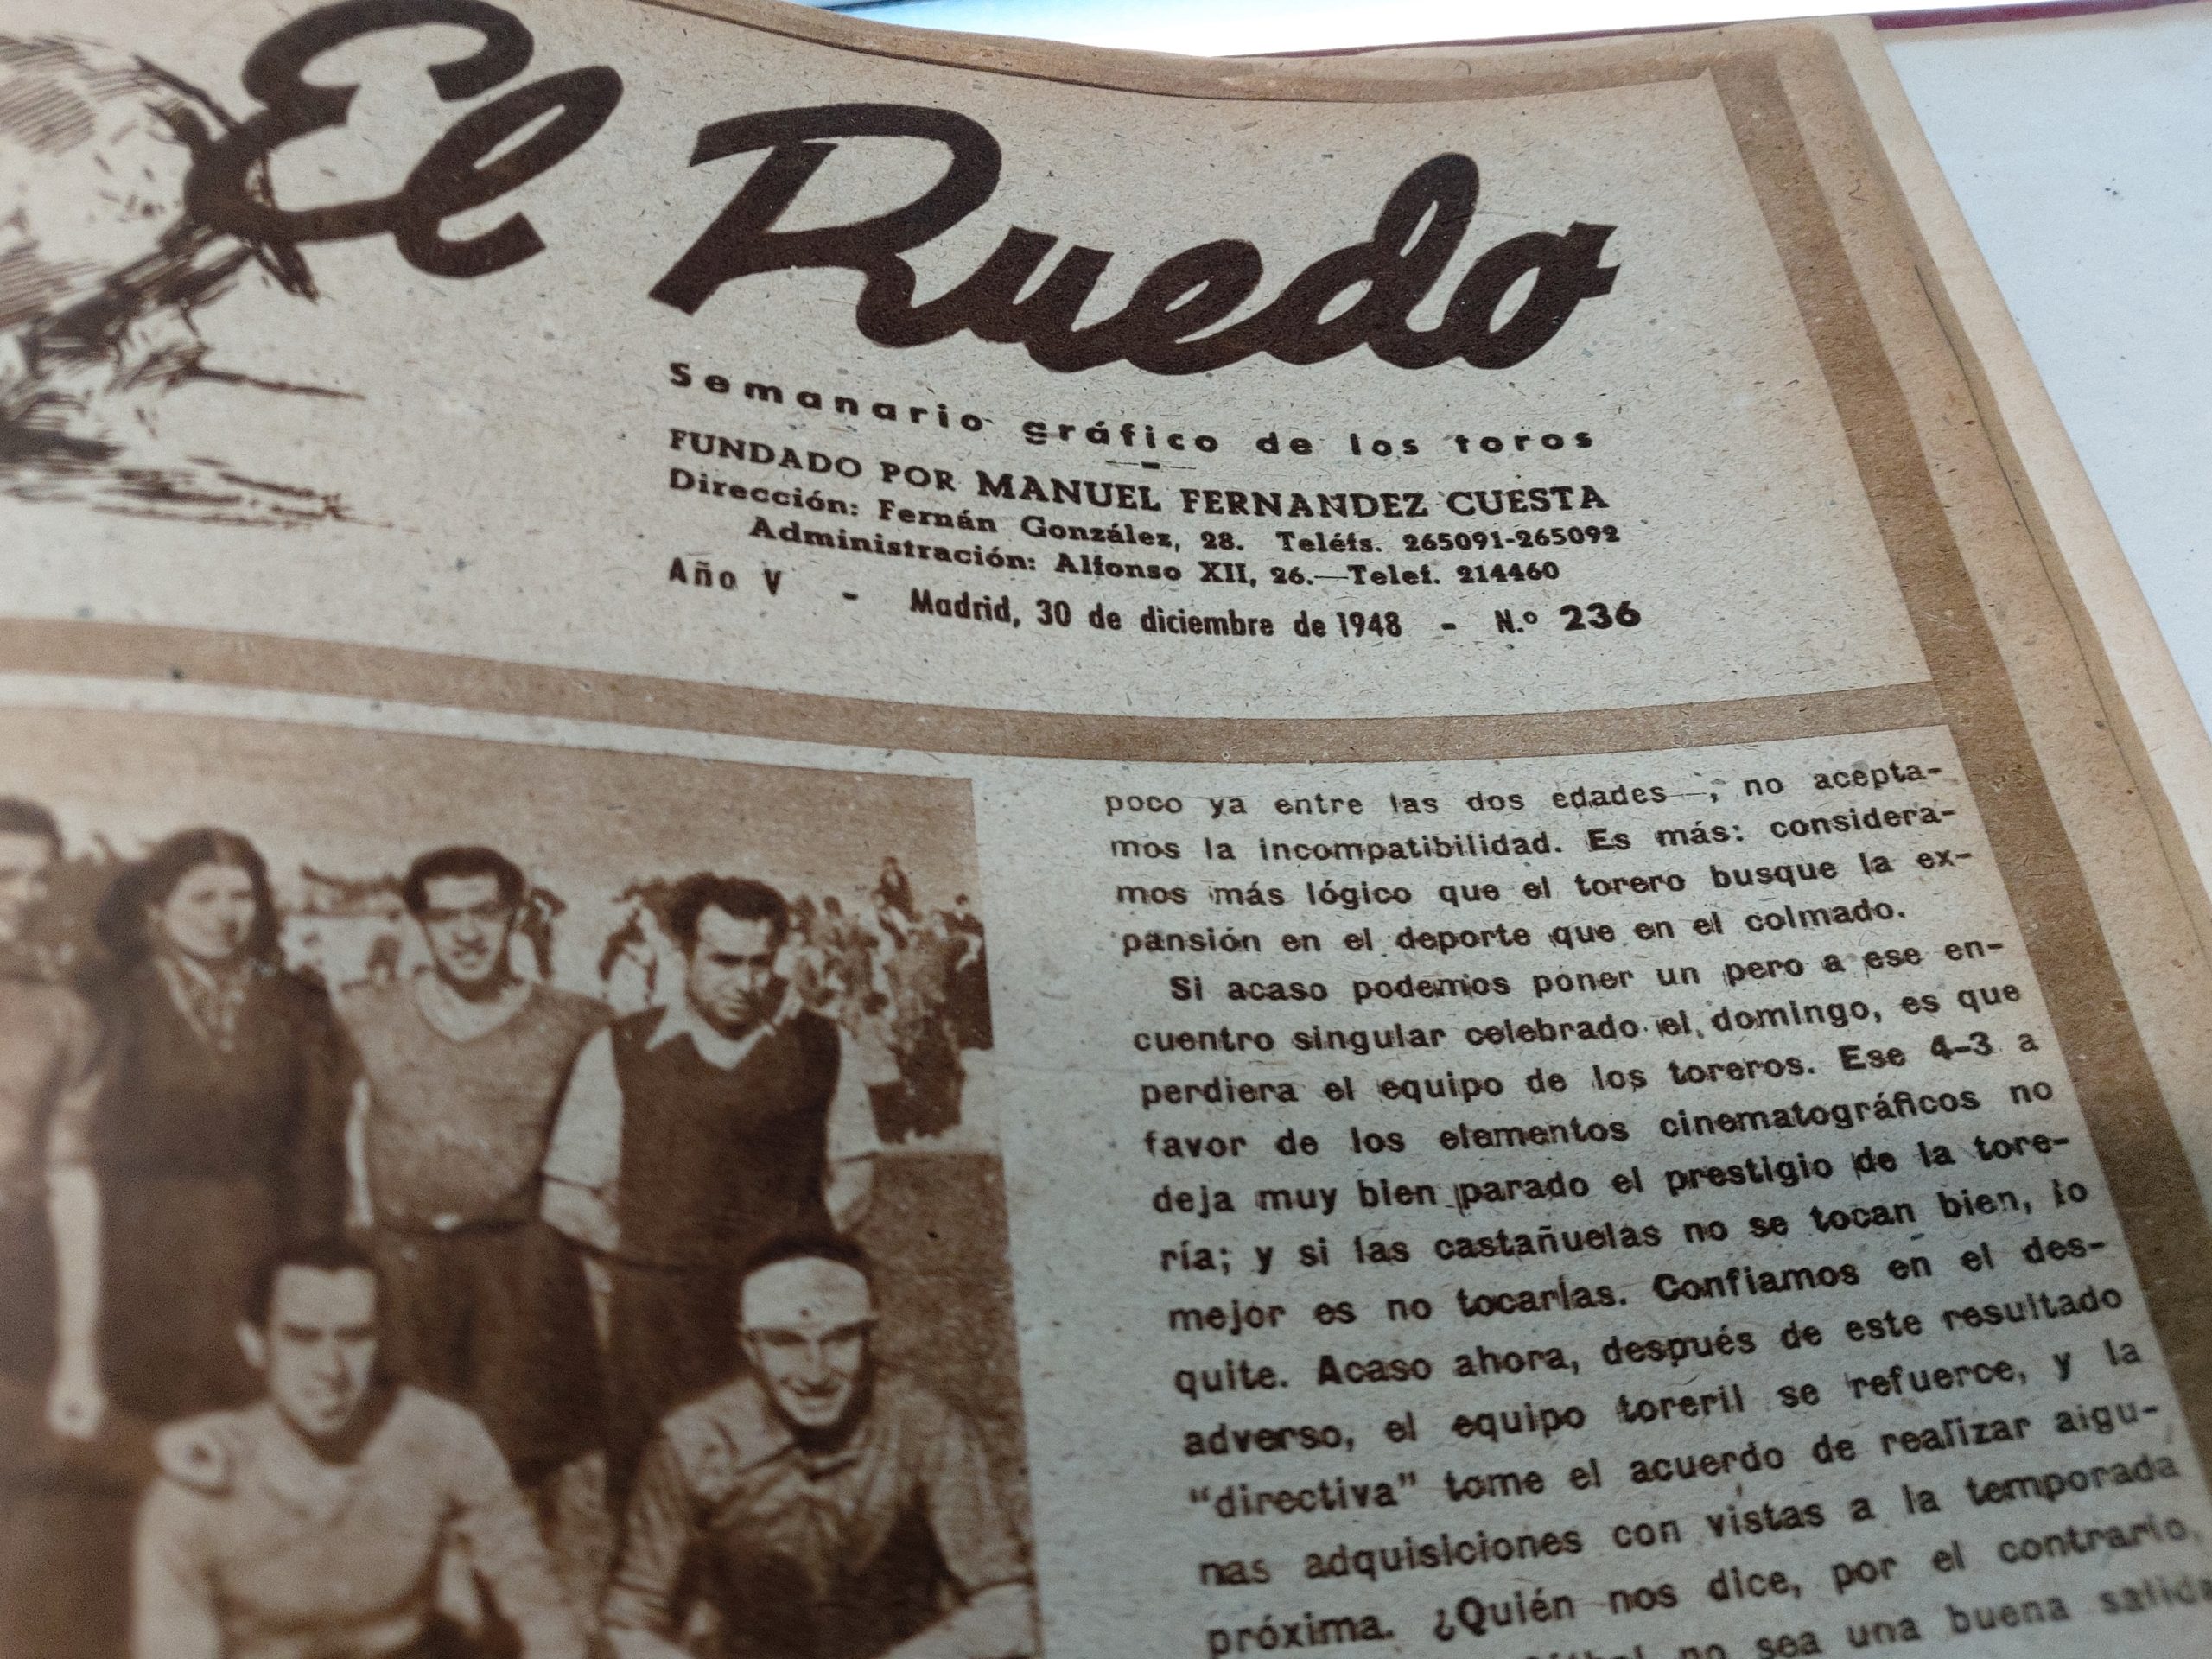 El Ruedo
Semanario gráfico de los toros
FUNDADO POR MANUEL FERNANDEZ CUESTA
Dirección: Fernán González, 28. Teléfs. 265091-265092
Administración: Alfonso XII, 26.—Telef. 214460
Año V - Madrid, 30 de diciembre de 1948 - N.º 236
poco ya entre las dos edades—, no acepta-
mos la incompatibilidad. Es más: considera-
mos más lógico que el torero busque la ex-
pansión en el deporte que en el colmado.
Si acaso podemos poner un pero a ese en-
cuentro singular celebrado el domingo, es que
perdiera el equipo de los toreros. Ese 4-3 a
favor de los elementos cinematográficos no
deja muy bien parado el prestigio de la tore-
ría; y si las castañuelas no se tocan bien, lo
mejor es no tocarlas. Confiamos en el des-
quite. Acaso ahora, después de este resultado
adverso, el equipo toreril se refuerce, y la
"directiva" tome el acuerdo de realizar algu-
nas adquisiciones con vistas a la temporada
próxima. ¿Quién nos dice, por el contrario,
no sea una buena salida